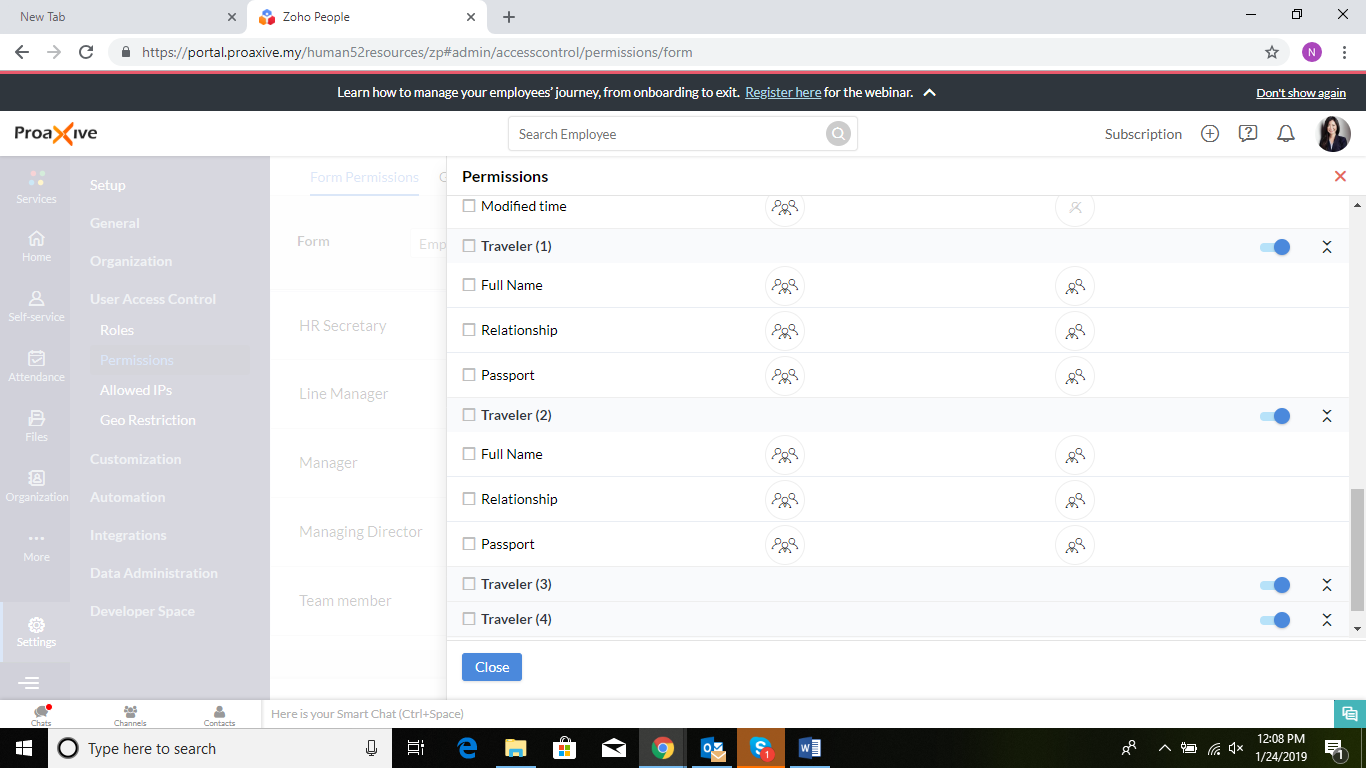 New Tab
Zoho People
https://portal.proaxive.my/human52resources/zp#admin/accesscontrol/permissions/form
N
Learn how to manage your employees' journey, from onboarding to exit. Register here for the webinar.
Don't show again
ProaXive
Search Employee
Subscription
Services
Home
Self-service
Attendance
Files
Organization
More
Settings
Setup
General
Organization
User Access Control
Roles
Permissions
Allowed IPs
Geo Restriction
Customization
Automation
Integrations
Data Administration
Developer Space
Form Permissions
Form
Emp
HR Secretary
Line Manager
Manager
Managing Director
Team member
Permissions
Modified time
Traveler (1)
Full Name
Relationship
Passport
Traveler (2)
Full Name
Relationship
Passport
Traveler (3)
Traveler (4)
Close
Chats
Channels
Contacts
Here is your Smart Chat (Ctrl+Space)
Type here to search
1
12:08 PM
1/24/2019
1